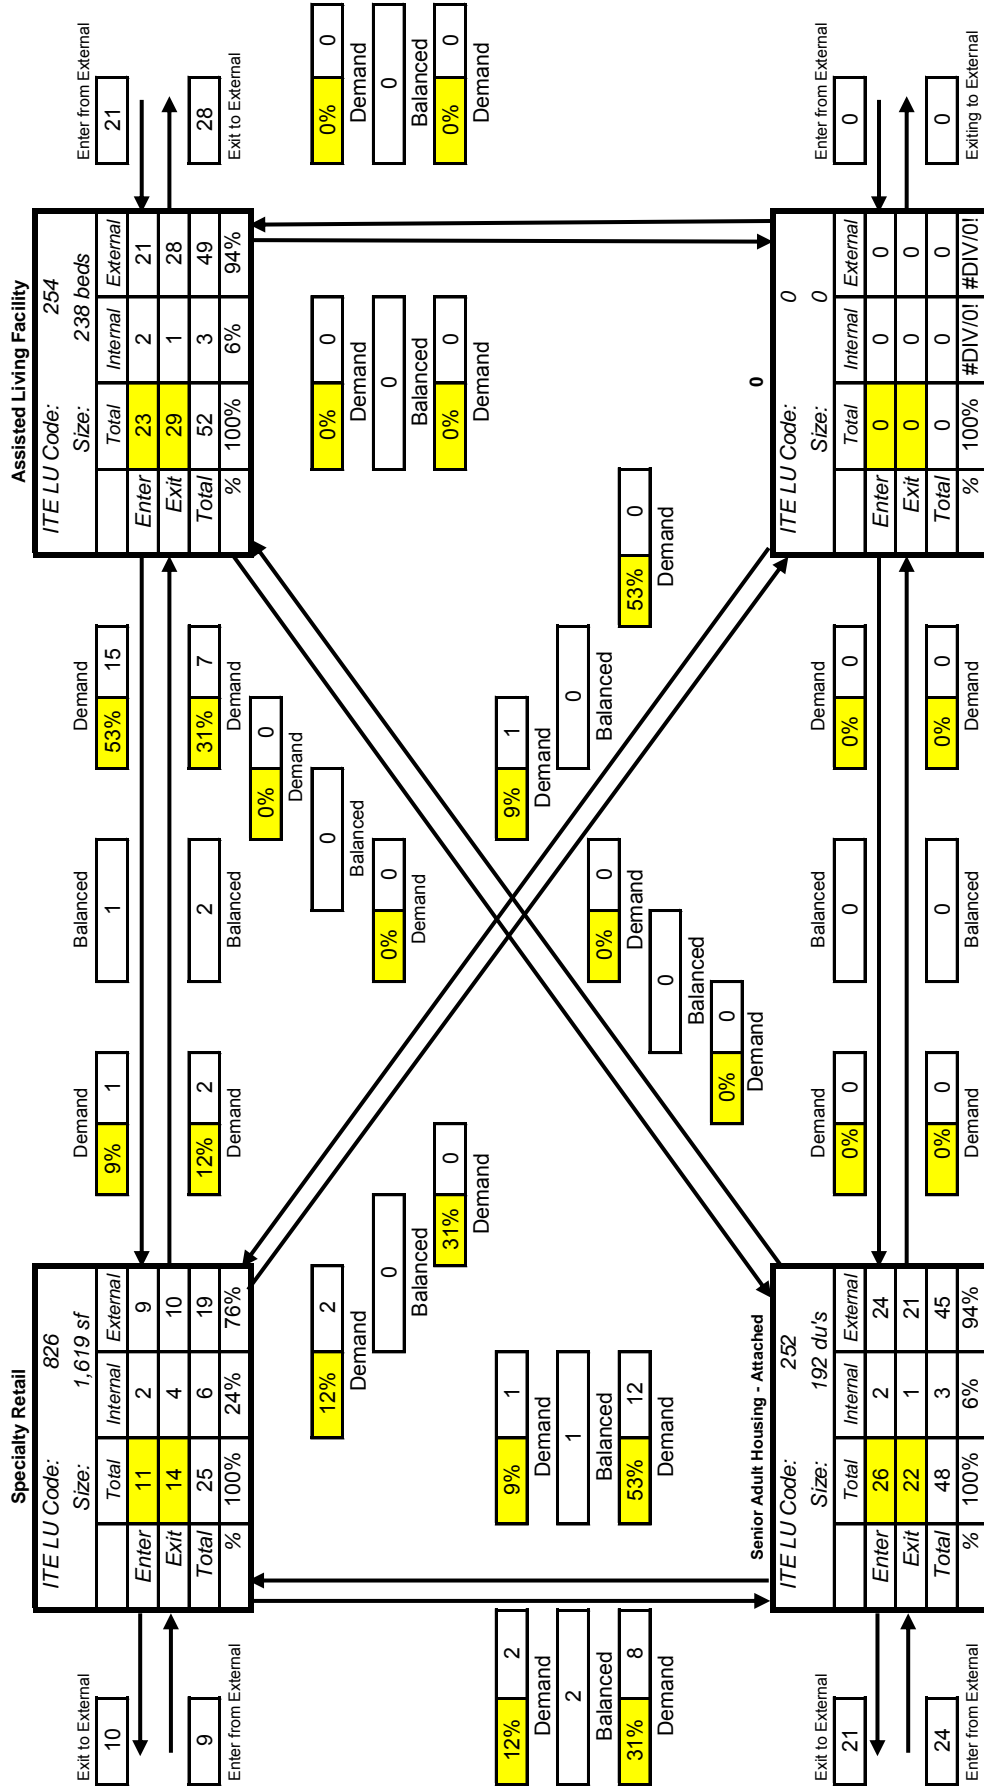 Specialty Retail
ITE LU Code: 826
Size: 1,619 sf
Total Internal External
Enter 11 2 9
Exit 14 4 10
Total 25 6 19
% 100% 24% 76%
Exit to External
10
9
Enter from External
Demand
9% 1
12% 2
Demand
Balanced
1
2
Balanced
Demand
53% 15
31% 7
Demand
Assisted Living Facility
ITE LU Code: 254
Size: 238 beds
Total Internal External
Enter 23 2 21
Exit 29 1 28
Total 52 3 49
% 100% 6% 94%
Enter from External
21
28
Exit to External
12% 2
Demand
0
Balanced
31% 0
Demand
0% 0
Demand
0
Balanced
0% 0
Demand
0% 0
Demand
0
Balanced
0% 0
Demand
0% 0
Demand
0
Balanced
0% 0
Demand
12% 2
Demand
2
Balanced
31% 8
Demand
9% 1
Demand
1
Balanced
53% 12
Demand
0% 0
Demand
0
Balanced
0% 0
Demand
9% 1
Demand
0
Balanced
53% 0
Demand
Senior Adult Housing - Attached
ITE LU Code: 252
Size: 192 du's
Total Internal External
Enter 26 2 24
Exit 22 1 21
Total 48 3 45
% 100% 6% 94%
Exit to External
21
24
Enter from External
Demand
0% 0
0% 0
Demand
Balanced
0
0
Balanced
Demand
0% 0
0% 0
Demand
0
ITE LU Code: 0
Size: 0
Total Internal External
Enter 0 0 0
Exit 0 0 0
Total 0 0 0
% 100% #DIV/0! #DIV/0!
Enter from External
0
0
Exiting to External